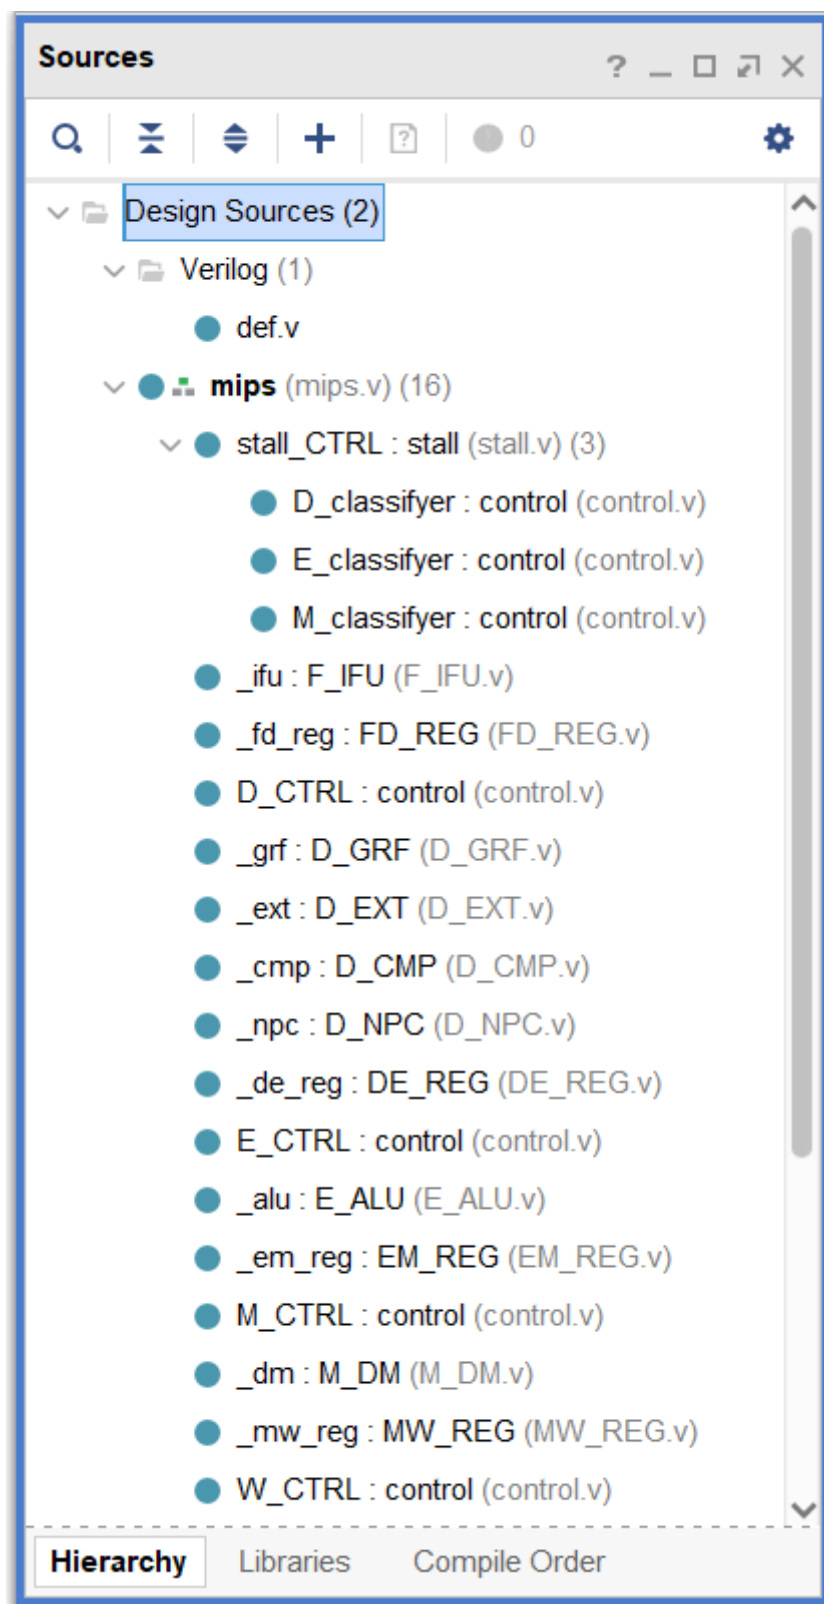 Sources
? 0
Design Sources (2)
Verilog (1)
def.v
mips (mips.v) (16)
stall_CTRL : stall (stall.v) (3)
D_classifyer : control (control.v)
E_classifyer : control (control.v)
M_classifyer : control (control.v)
_ifu : F_IFU (F_IFU.v)
_fd_reg : FD_REG (FD_REG.v)
D_CTRL : control (control.v)
_grf : D_GRF (D_GRF.v)
_ext : D_EXT (D_EXT.v)
_cmp : D_CMP (D_CMP.v)
_npc : D_NPC (D_NPC.v)
_de_reg : DE_REG (DE_REG.v)
E_CTRL : control (control.v)
_alu : E_ALU (E_ALU.v)
_em_reg : EM_REG (EM_REG.v)
M_CTRL : control (control.v)
_dm : M_DM (M_DM.v)
_mw_reg : MW_REG (MW_REG.v)
W_CTRL : control (control.v)
Hierarchy Libraries Compile Order